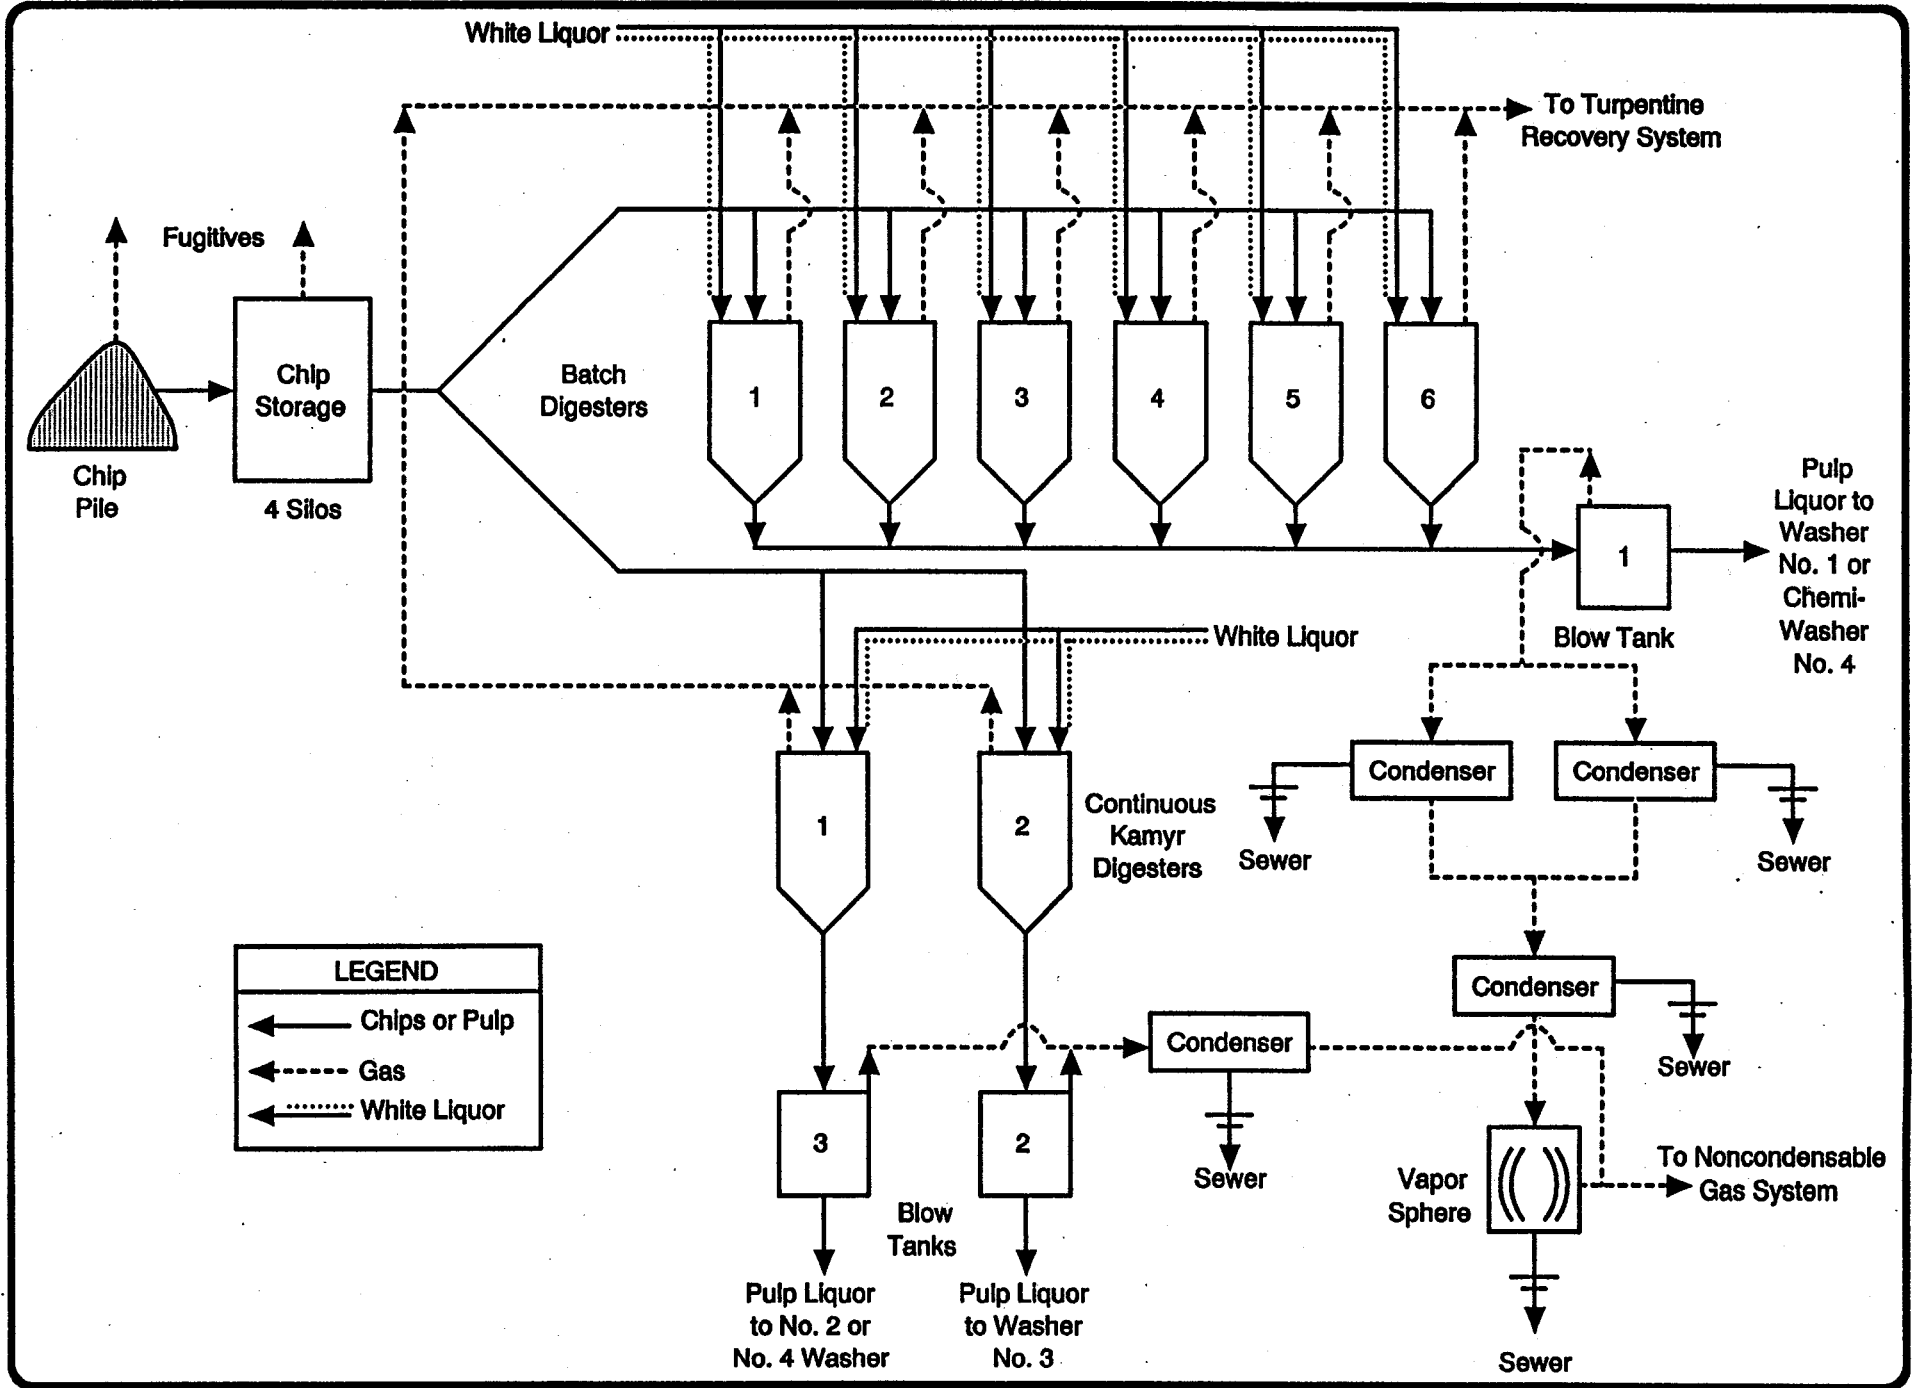 White Liquor
To Turpentine
Recovery System
Fugitives
Chip
Storage
4 Silos
Chip
Pile
Batch
Digesters
1
2
3
4
5
6
1
Blow Tank
Pulp
Liquor to
Washer
No. 1 or
Chemi-
Washer
No. 4
White Liquor
Condenser
Condenser
Sewer
Sewer
1
2
Continuous
Kamyr
Digesters
Condenser
Sewer
Condenser
Sewer
3
2
Blow
Tanks
Vapor
Sphere
To Noncondensable
Gas System
Sewer
Pulp Liquor
to No. 2 or
No. 4 Washer
Pulp Liquor
to Washer
No. 3
LEGEND
Chips or Pulp
Gas
White Liquor